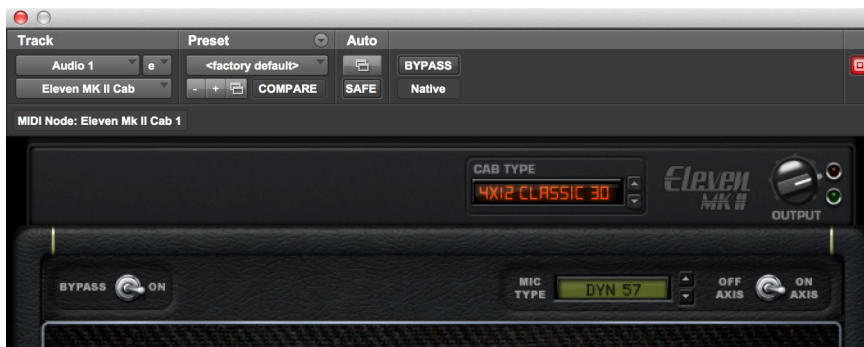 Track Preset Auto
Audio 1 e <factory default> BYPASS
Eleven MK II Cab - + COMPARE SAFE Native
MIDI Node: Eleven Mk II Cab 1
CAB TYPE
4X12 CLASSIC 30
Eleven
MK II
OUTPUT
BYPASS ON
MIC
TYPE
DYN 57
OFF
AXIS
ON
AXIS